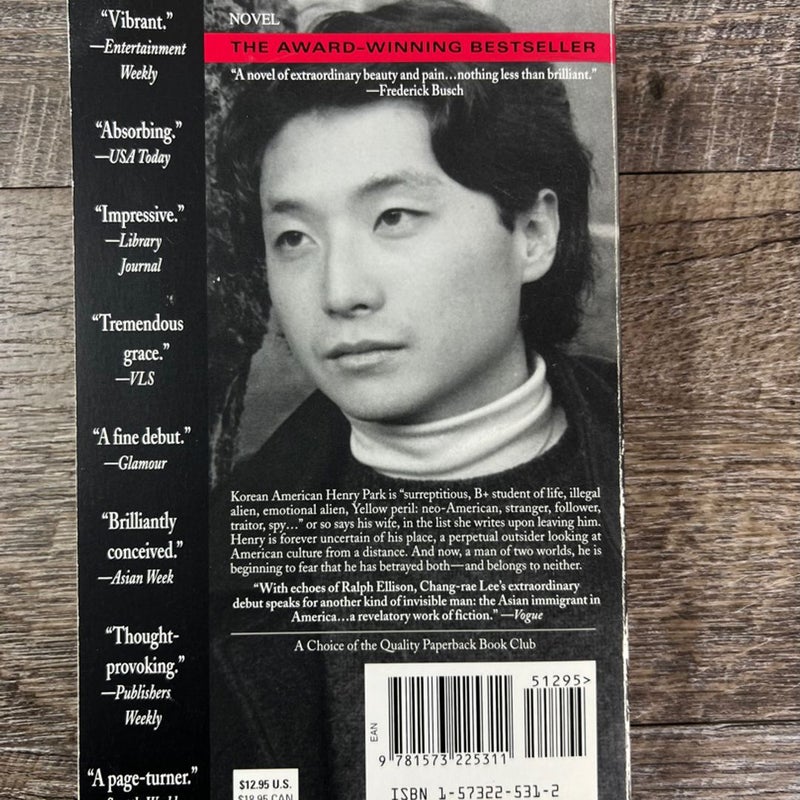 "Vibrant."
—Entertainment
Weekly
"Absorbing."
—USA Today
"Impressive."
—Library
Journal
"Tremendous
grace."
—VLS
"A fine debut."
—Glamour
"Brilliantly
conceived."
—Asian Week
"Thought-
provoking."
—Publishers
Weekly
"A page-turner."
NOVEL
THE AWARD-WINNING BESTSELLER
"A novel of extraordinary beauty and pain…nothing less than brilliant."
—Frederick Busch
Korean American Henry Park is "surreptitious, B+ student of life, illegal
alien, emotional alien, Yellow peril: neo-American, stranger, follower,
traitor, spy…" or so says his wife, in the list she writes upon leaving him.
Henry is forever uncertain of his place, a perpetual outsider looking at
American culture from a distance. And now, a man of two worlds, he is
beginning to fear that he has betrayed both—and belongs to neither.
"With echoes of Ralph Ellison, Chang-rae Lee's extraordinary
debut speaks for another kind of invisible man: the Asian immigrant in
America…a revelatory work of fiction." —Vogue
A Choice of the Quality Paperback Book Club
51295>
EAN
9 781573 225311
$12.95 U.S.
$18.95 CAN
ISBN 1-57322-531-2